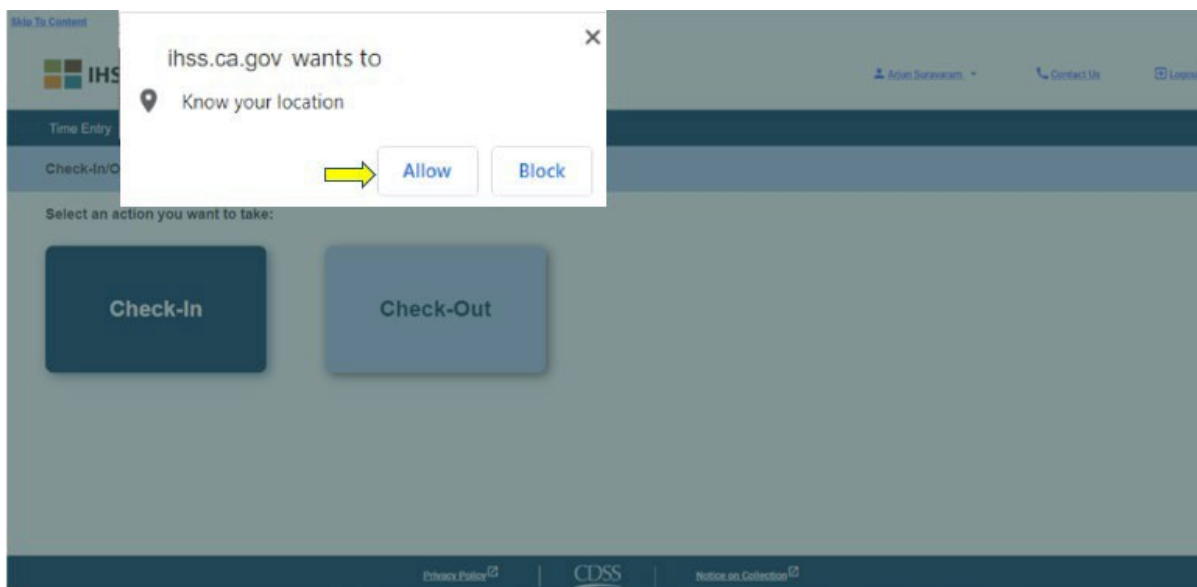 Skip To Content
ihss.ca.gov wants to
Know your location
Allow
Block
IHS
Contact Us
Time Entry
Check-In/O
Select an action you want to take:
Check-In
Check-Out
Privacy Policy
CDSS
Notice on Collection